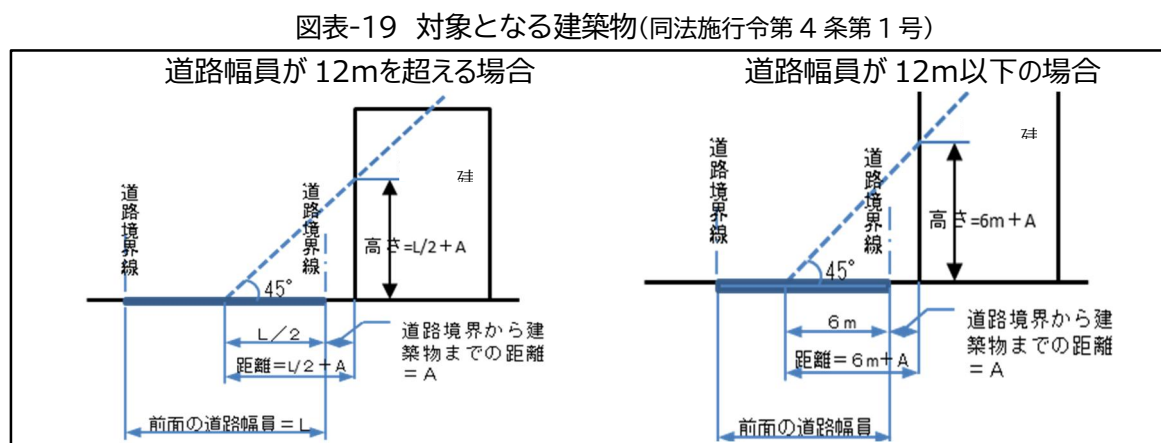 図表-19 対象となる建築物(同法施行令第4条第1号)
道路幅員が 12mを超える場合
道路境界線
道路境界線
高さ=L/2+A
45°
L/2
距離=L/2+A
道路境界から建
築物までの距離
=A
前面の道路幅員=L
道路幅員が 12m以下の場合
道路境界線
道路境界線
高さ=6m+A
45°
6m
距離=6m+A
道路境界から建
築物までの距離
=A
前面の道路幅員